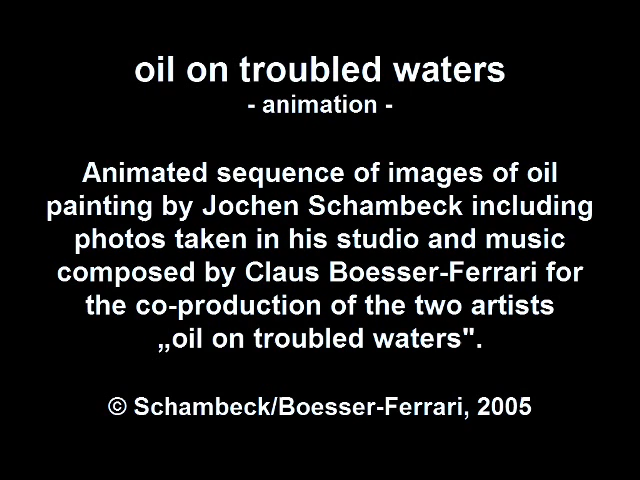 oil on troubled waters
- animation -
Animated sequence of images of oil
painting by Jochen Schambeck including
photos taken in his studio and music
composed by Claus Boesser-Ferrari for
the co-production of the two artists
„oil on troubled waters".
© Schambeck/Boesser-Ferrari, 2005